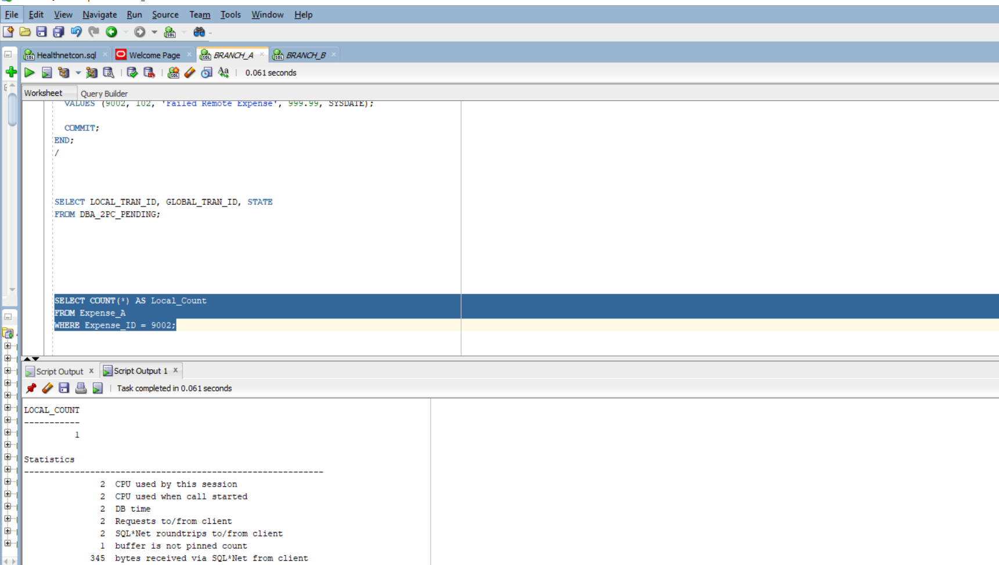 File Edit View Navigate Run Source Team Tools Window Help
Healthnetcon.sql Welcome Page BRANCH_A BRANCH_B
0.061 seconds
Worksheet Query Builder
VALUES (9002, 102, 'Failed Remote Expense', 999.99, SYSDATE);
COMMIT;
END;
/
SELECT LOCAL_TRAN_ID, GLOBAL_TRAN_ID, STATE
FROM DBA_2PC_PENDING;
SELECT COUNT(*) AS Local_Count
FROM Expense_A
WHERE Expense_ID = 9002;
Script Output x Script Output 1 x
Task completed in 0.061 seconds
LOCAL_COUNT
-----------
1
Statistics
-----------------------------------------------------------
2 CPU used by this session
2 CPU used when call started
2 DB time
2 Requests to/from client
2 SQL*Net roundtrips to/from client
1 buffer is not pinned count
345 bytes received via SQL*Net from client